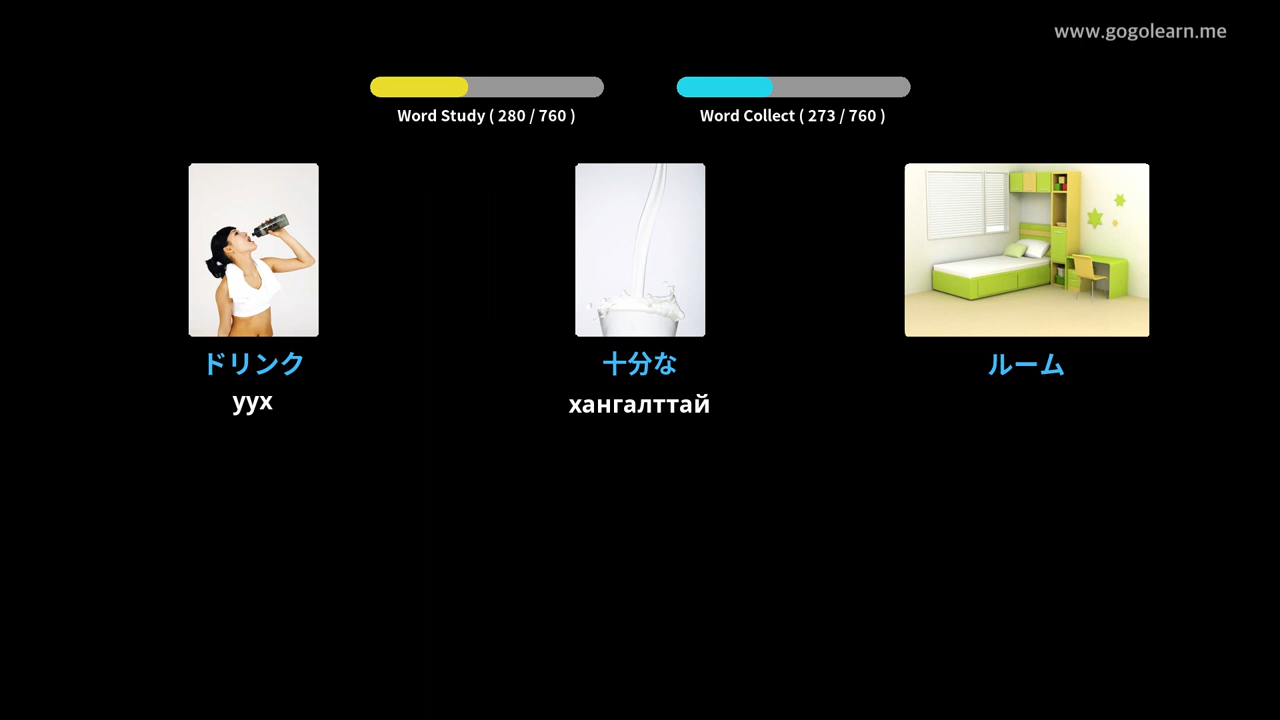 www.gogolearn.me
Word Study ( 280 / 760 )
Word Collect ( 273 / 760 )
ドリンク
уух
十分な
хангалттай
ルーム